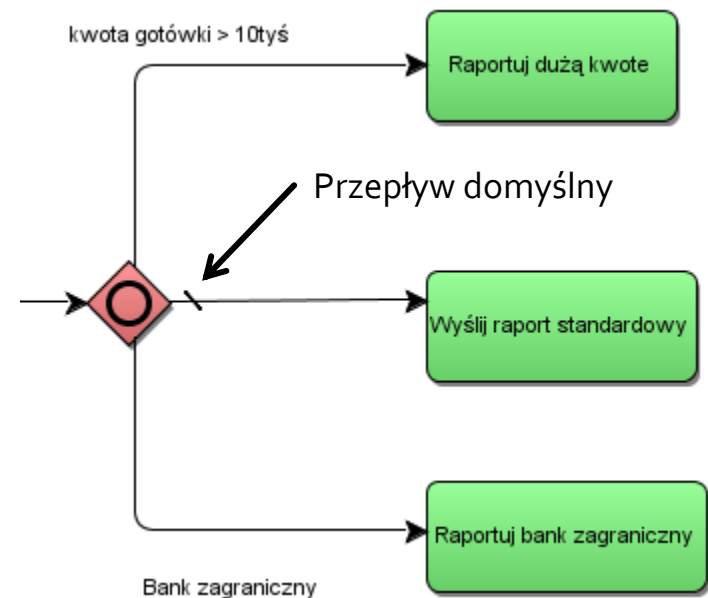 kwota gotówki > 10tyś
Raportuj dużą kwote
Przepływ domyślny
Wyślij raport standardowy
Raportuj bank zagraniczny
Bank zagraniczny